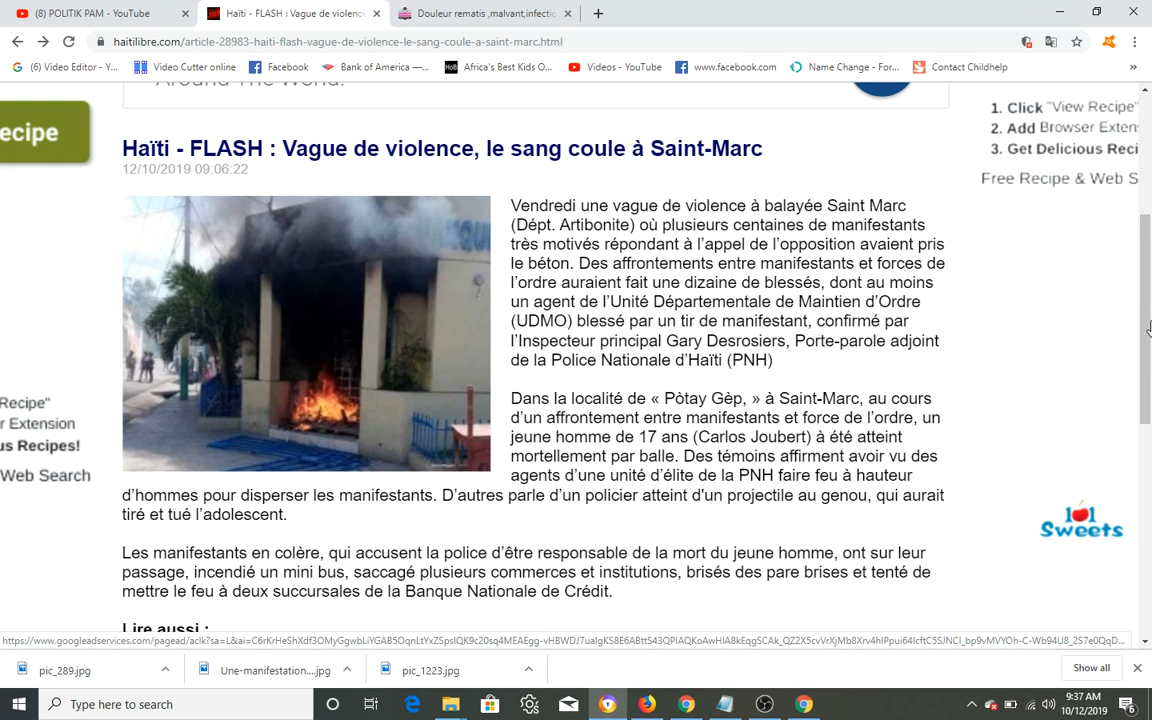 (8) POLITIK PAM - YouTube
Haïti - FLASH : Vague de violence
Douleur rematis ,malvant,infectio
haitilibre.com/article-28983-haiti-flash-vague-de-violence-le-sang-coule-a-saint-marc.html
(6) Video Editor - Y...
Video Cutter online
Facebook
Bank of America —...
HoB
Africa's Best Kids O...
Videos - YouTube
www.facebook.com
Name Change - For...
Contact Childhelp
»
Around The World!
ecipe
1. Click "View Recipe"
2. Add Browser Exten
3. Get Delicious Reci
Free Recipe & Web S
Haïti - FLASH : Vague de violence, le sang coule à Saint-Marc
12/10/2019 09:06:22
Vendredi une vague de violence à balayée Saint Marc
(Dépt. Artibonite) où plusieurs centaines de manifestants
très motivés répondant à l'appel de l'opposition avaient pris
le béton. Des affrontements entre manifestants et forces de
l'ordre auraient fait une dizaine de blessés, dont au moins
un agent de l'Unité Départementale de Maintien d'Ordre
(UDMO) blessé par un tir de manifestant, confirmé par
l'Inspecteur principal Gary Desrosiers, Porte-parole adjoint
de la Police Nationale d'Haïti (PNH)
Dans la localité de « Pòtay Gèp, » à Saint-Marc, au cours
d'un affrontement entre manifestants et force de l'ordre, un
jeune homme de 17 ans (Carlos Joubert) à été atteint
mortellement par balle. Des témoins affirment avoir vu des
agents d'une unité d'élite de la PNH faire feu à hauteur
d'hommes pour disperser les manifestants. D'autres parle d'un policier atteint d'un projectile au genou, qui aurait
tiré et tué l'adolescent.
Les manifestants en colère, qui accusent la police d'être responsable de la mort du jeune homme, ont sur leur
passage, incendié un mini bus, saccagé plusieurs commerces et institutions, brisés des pare brises et tenté de
mettre le feu à deux succursales de la Banque Nationale de Crédit.
Lire aussi :
Recipe"
r Extension
us Recipes!
Web Search
101
Sweets
pic_289.jpg
Une-manifestation....jpg
pic_1223.jpg
Show all
Type here to search
9:37 AM
10/12/2019
6